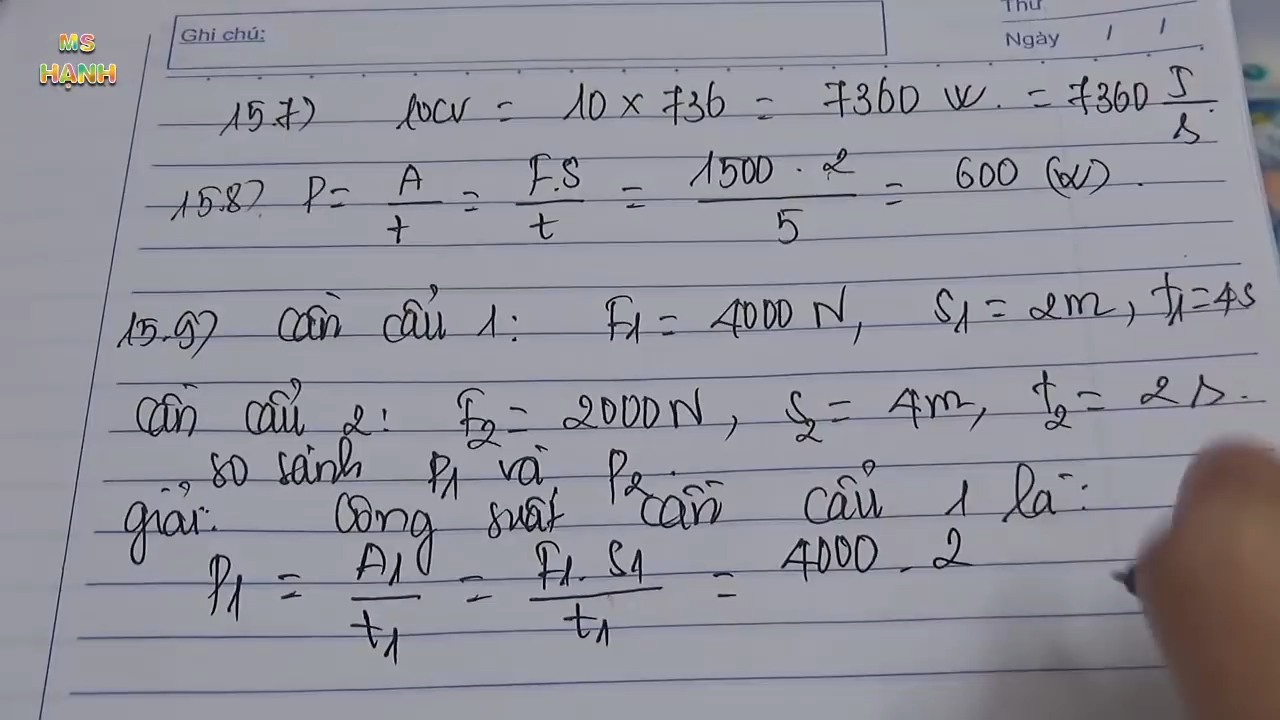 MS
HẠNH
Ghi chú:
Thứ
Ngày / /
15.7) 10CV = 10 × 736 = 7360 W. = 7360 J/s
15.8) P = A/t = F.S/t = 1500 . 2/5 = 600 (W).
15.9) Cần cẩu 1: F1 = 4000 N, S1 = 2m, t1 = 4s
Cần cẩu 2: F2 = 2000 N, S2 = 4m, t2 = 2s.
so sánh P1 và P2.
giải: Công suất cần cẩu 1 là:
P1 = A1/t1 = F1.S1/t1 = 4000 . 2